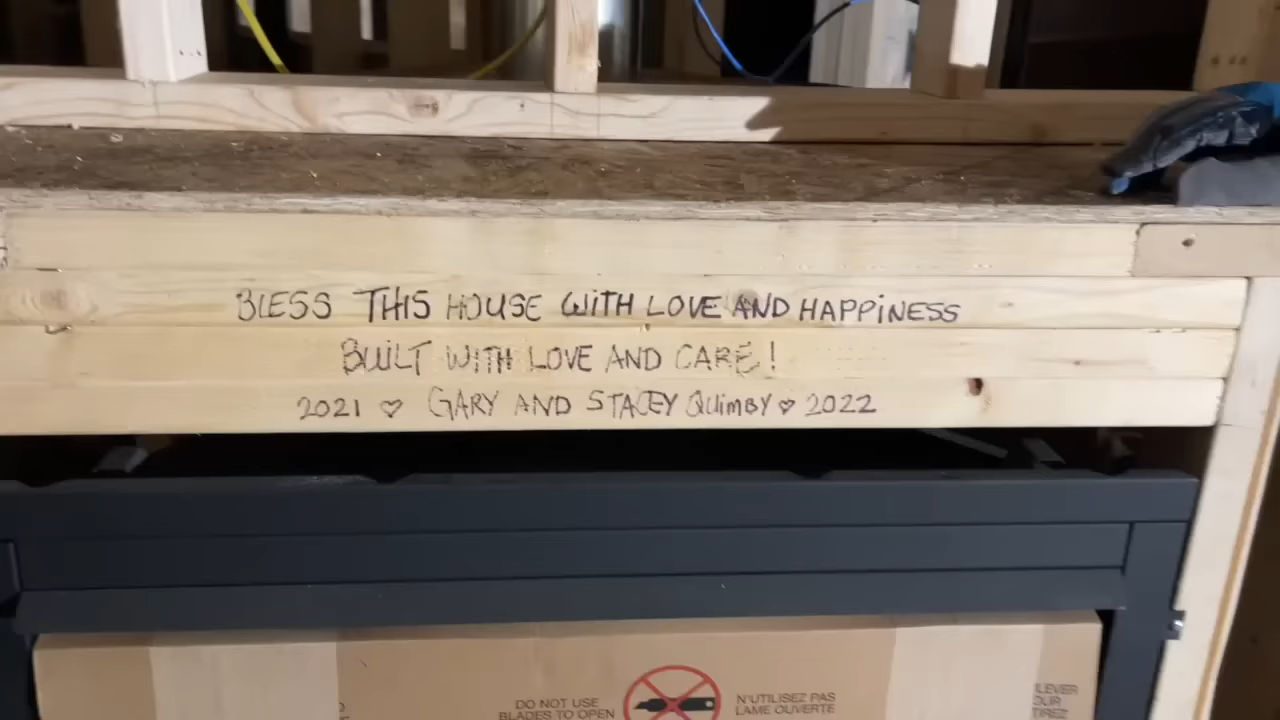 BLESS THIS HOUSE WITH LOVE AND HAPPINESS
BUILT WITH LOVE AND CARE!
2021 ♡ GARY AND STACEY QUIMBY ♡ 2022
DO NOT USE
BLADES TO OPEN
N'UTILISEZ PAS
LAME OUVERTE